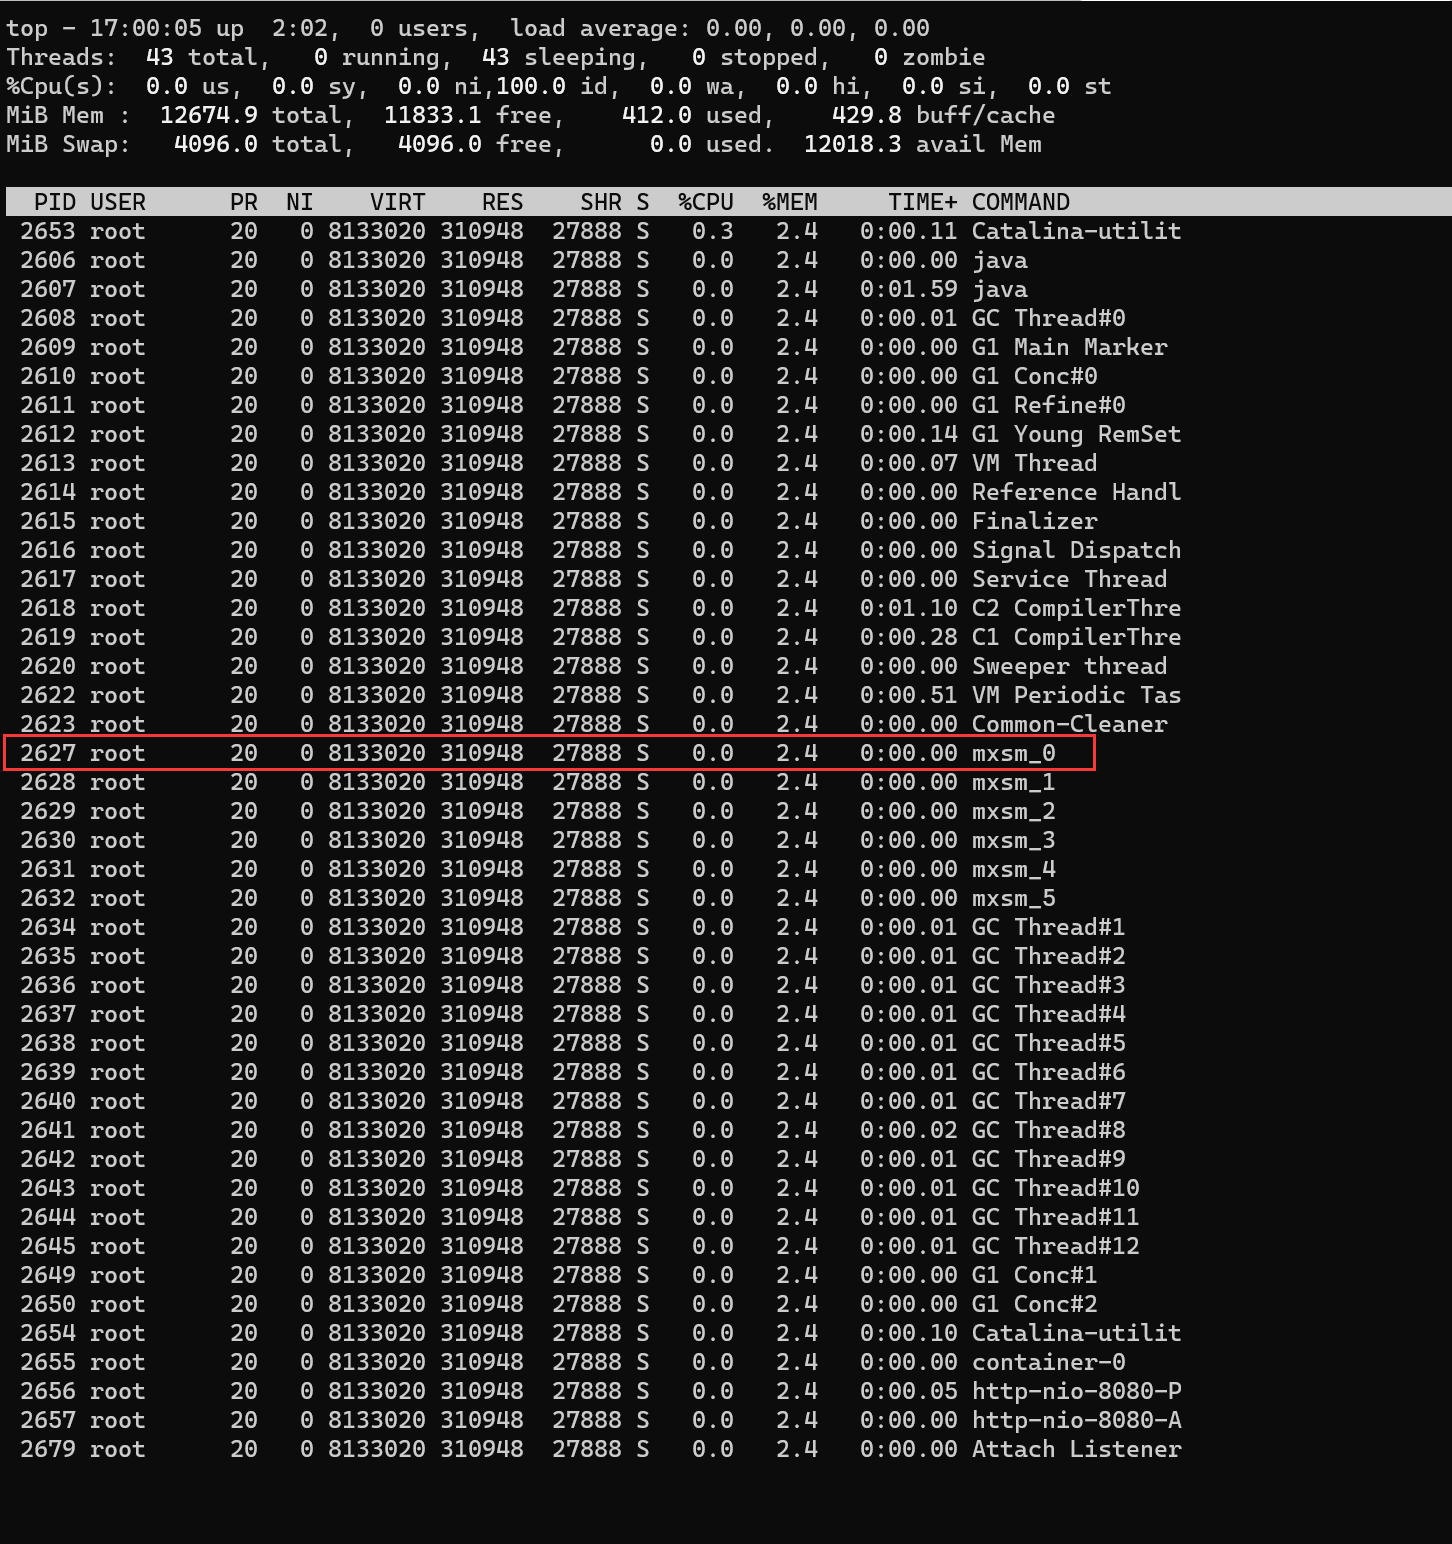 top - 17:00:05 up  2:02,  0 users,  load average: 0.00, 0.00, 0.00
Threads:  43 total,   0 running,  43 sleeping,   0 stopped,   0 zombie
%Cpu(s):  0.0 us,  0.0 sy,  0.0 ni,100.0 id,  0.0 wa,  0.0 hi,  0.0 si,  0.0 st
MiB Mem :  12674.9 total,  11833.1 free,    412.0 used,    429.8 buff/cache
MiB Swap:   4096.0 total,   4096.0 free,      0.0 used.  12018.3 avail Mem
PID USER      PR  NI    VIRT    RES    SHR S  %CPU  %MEM     TIME+ COMMAND
2653 root      20   0 8133020 310948  27888 S   0.3   2.4   0:00.11 Catalina-utilit
2606 root      20   0 8133020 310948  27888 S   0.0   2.4   0:00.00 java
2607 root      20   0 8133020 310948  27888 S   0.0   2.4   0:01.59 java
2608 root      20   0 8133020 310948  27888 S   0.0   2.4   0:00.01 GC Thread#0
2609 root      20   0 8133020 310948  27888 S   0.0   2.4   0:00.00 G1 Main Marker
2610 root      20   0 8133020 310948  27888 S   0.0   2.4   0:00.00 G1 Conc#0
2611 root      20   0 8133020 310948  27888 S   0.0   2.4   0:00.00 G1 Refine#0
2612 root      20   0 8133020 310948  27888 S   0.0   2.4   0:00.14 G1 Young RemSet
2613 root      20   0 8133020 310948  27888 S   0.0   2.4   0:00.07 VM Thread
2614 root      20   0 8133020 310948  27888 S   0.0   2.4   0:00.00 Reference Handl
2615 root      20   0 8133020 310948  27888 S   0.0   2.4   0:00.00 Finalizer
2616 root      20   0 8133020 310948  27888 S   0.0   2.4   0:00.00 Signal Dispatch
2617 root      20   0 8133020 310948  27888 S   0.0   2.4   0:00.00 Service Thread
2618 root      20   0 8133020 310948  27888 S   0.0   2.4   0:01.10 C2 CompilerThre
2619 root      20   0 8133020 310948  27888 S   0.0   2.4   0:00.28 C1 CompilerThre
2620 root      20   0 8133020 310948  27888 S   0.0   2.4   0:00.00 Sweeper thread
2622 root      20   0 8133020 310948  27888 S   0.0   2.4   0:00.51 VM Periodic Tas
2623 root      20   0 8133020 310948  27888 S   0.0   2.4   0:00.00 Common-Cleaner
2627 root      20   0 8133020 310948  27888 S   0.0   2.4   0:00.00 mxsm_0
2628 root      20   0 8133020 310948  27888 S   0.0   2.4   0:00.00 mxsm_1
2629 root      20   0 8133020 310948  27888 S   0.0   2.4   0:00.00 mxsm_2
2630 root      20   0 8133020 310948  27888 S   0.0   2.4   0:00.00 mxsm_3
2631 root      20   0 8133020 310948  27888 S   0.0   2.4   0:00.00 mxsm_4
2632 root      20   0 8133020 310948  27888 S   0.0   2.4   0:00.00 mxsm_5
2634 root      20   0 8133020 310948  27888 S   0.0   2.4   0:00.01 GC Thread#1
2635 root      20   0 8133020 310948  27888 S   0.0   2.4   0:00.01 GC Thread#2
2636 root      20   0 8133020 310948  27888 S   0.0   2.4   0:00.01 GC Thread#3
2637 root      20   0 8133020 310948  27888 S   0.0   2.4   0:00.01 GC Thread#4
2638 root      20   0 8133020 310948  27888 S   0.0   2.4   0:00.01 GC Thread#5
2639 root      20   0 8133020 310948  27888 S   0.0   2.4   0:00.01 GC Thread#6
2640 root      20   0 8133020 310948  27888 S   0.0   2.4   0:00.01 GC Thread#7
2641 root      20   0 8133020 310948  27888 S   0.0   2.4   0:00.02 GC Thread#8
2642 root      20   0 8133020 310948  27888 S   0.0   2.4   0:00.01 GC Thread#9
2643 root      20   0 8133020 310948  27888 S   0.0   2.4   0:00.01 GC Thread#10
2644 root      20   0 8133020 310948  27888 S   0.0   2.4   0:00.01 GC Thread#11
2645 root      20   0 8133020 310948  27888 S   0.0   2.4   0:00.01 GC Thread#12
2649 root      20   0 8133020 310948  27888 S   0.0   2.4   0:00.00 G1 Conc#1
2650 root      20   0 8133020 310948  27888 S   0.0   2.4   0:00.00 G1 Conc#2
2654 root      20   0 8133020 310948  27888 S   0.0   2.4   0:00.10 Catalina-utilit
2655 root      20   0 8133020 310948  27888 S   0.0   2.4   0:00.00 container-0
2656 root      20   0 8133020 310948  27888 S   0.0   2.4   0:00.05 http-nio-8080-P
2657 root      20   0 8133020 310948  27888 S   0.0   2.4   0:00.00 http-nio-8080-A
2679 root      20   0 8133020 310948  27888 S   0.0   2.4   0:00.00 Attach Listener